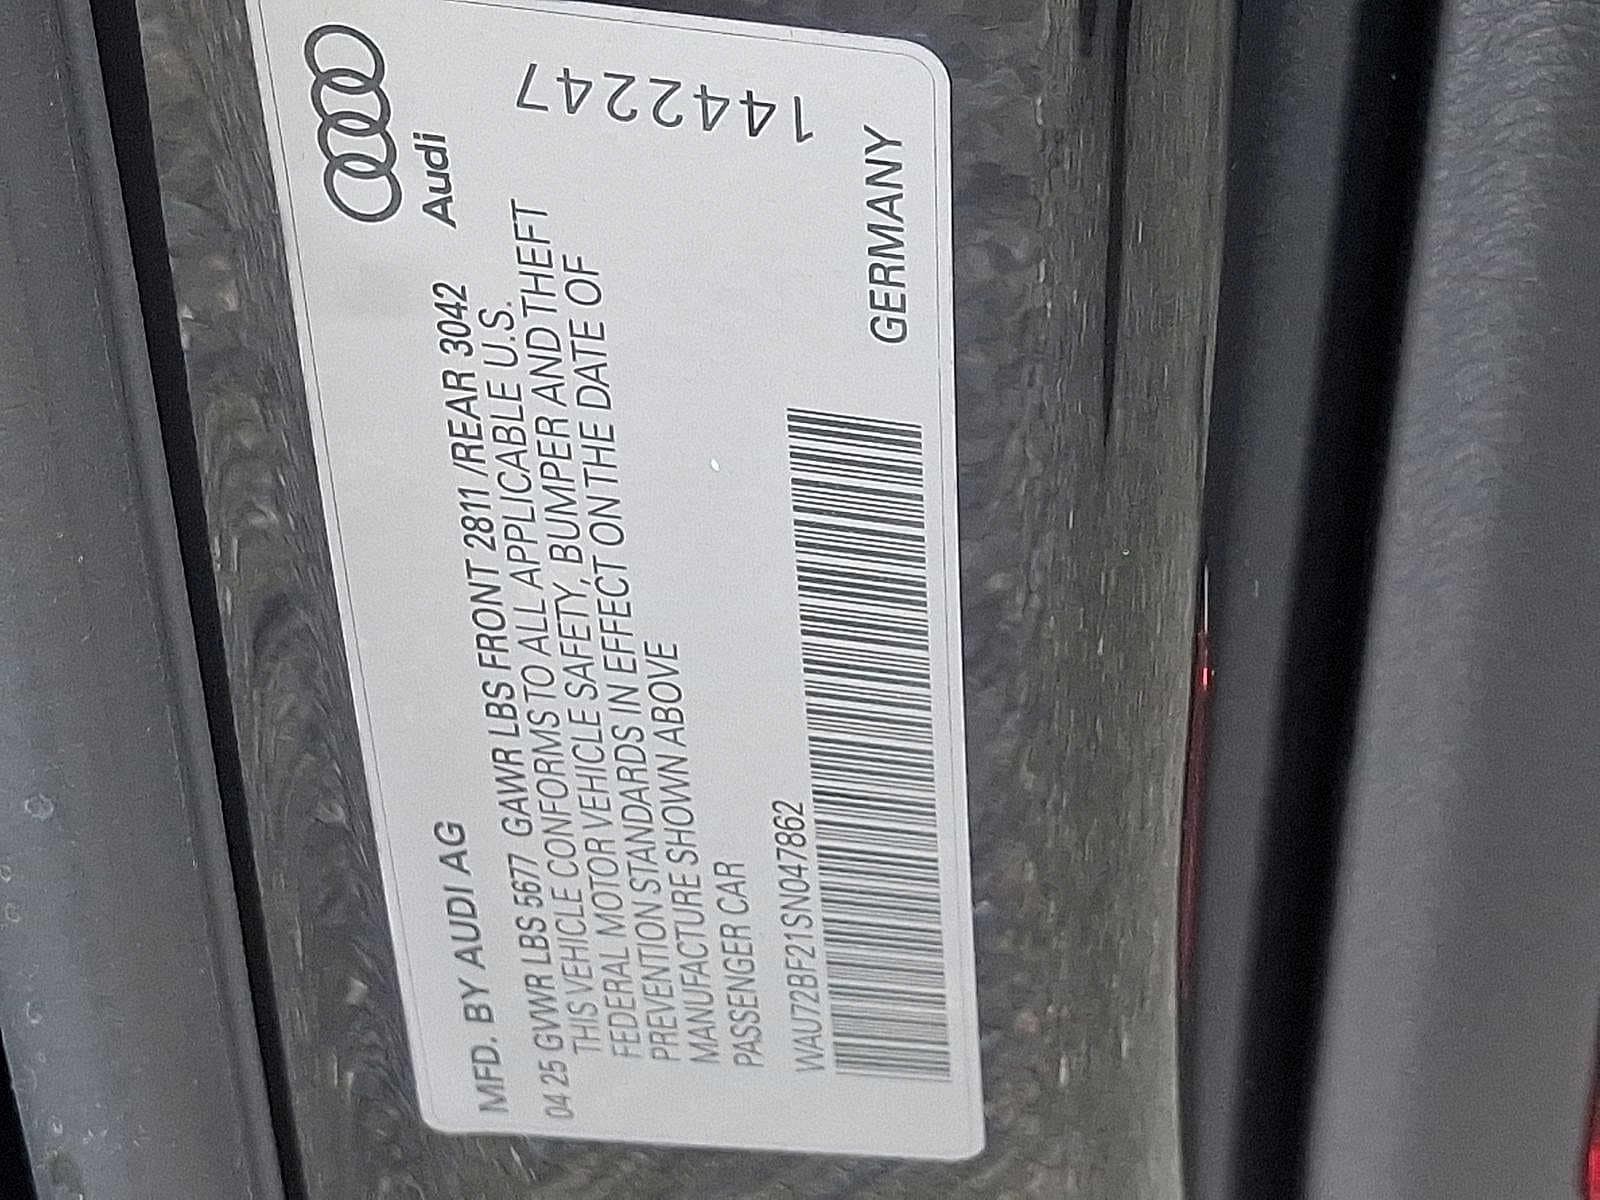 Audi
MFD. BY AUDI AG
04 25 GVWR LBS 5677 GAWR LBS FRONT 2811 /REAR 3042
THIS VEHICLE CONFORMS TO ALL APPLICABLE U.S.
FEDERAL MOTOR VEHICLE SAFETY, BUMPER AND THEFT
PREVENTION STANDARDS IN EFFECT ON THE DATE OF
MANUFACTURE SHOWN ABOVE
PASSENGER CAR
WAU72BF21SN047862
GERMANY
1442247